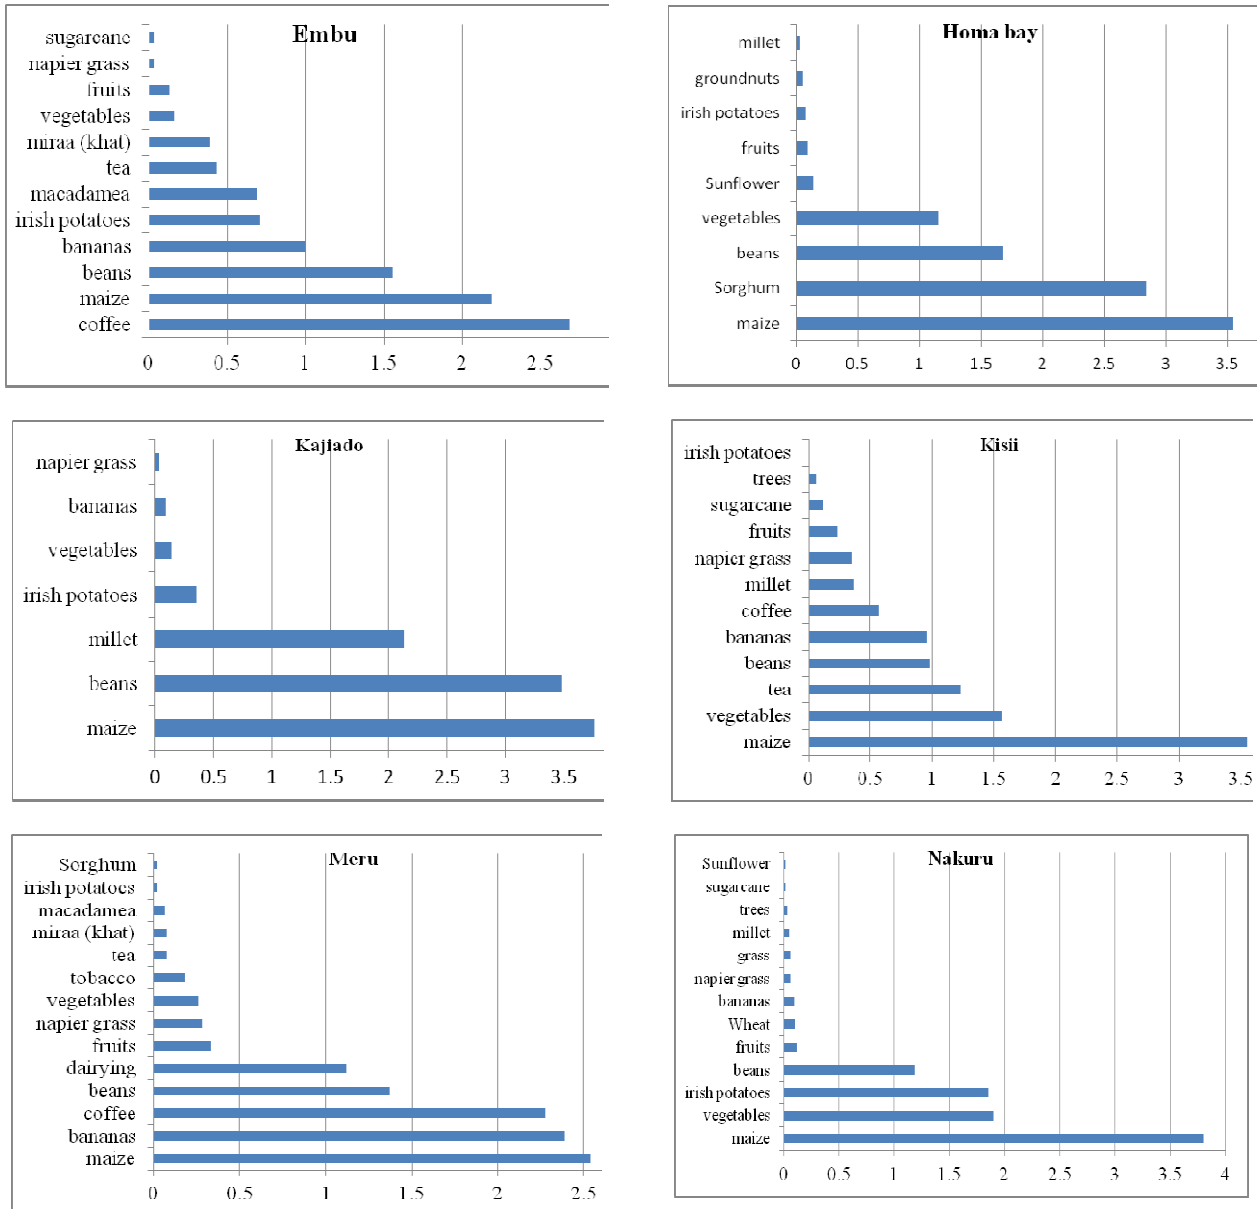 Embu
sugarcane
napier grass
fruits
vegetables
miraa (khat)
tea
macadamea
irish potatoes
bananas
beans
maize
coffee
0 0.5 1 1.5 2 2.5
Homa bay
millet
groundnuts
irish potatoes
fruits
Sunflower
vegetables
beans
Sorghum
maize
0 0.5 1 1.5 2 2.5 3 3.5
Kajiado
napier grass
bananas
vegetables
irish potatoes
millet
beans
maize
0 0.5 1 1.5 2 2.5 3 3.5
Kisii
irish potatoes
trees
sugarcane
fruits
napier grass
millet
coffee
bananas
beans
tea
vegetables
maize
0 0.5 1 1.5 2 2.5 3 3.5
Meru
Sorghum
irish potatoes
macadamea
miraa (khat)
tea
tobacco
vegetables
napier grass
fruits
dairying
beans
coffee
bananas
maize
0 0.5 1 1.5 2 2.5
Nakuru
Sunflower
sugarcane
trees
millet
grass
napier grass
bananas
Wheat
fruits
beans
irish potatoes
vegetables
maize
0 0.5 1 1.5 2 2.5 3 3.5 4